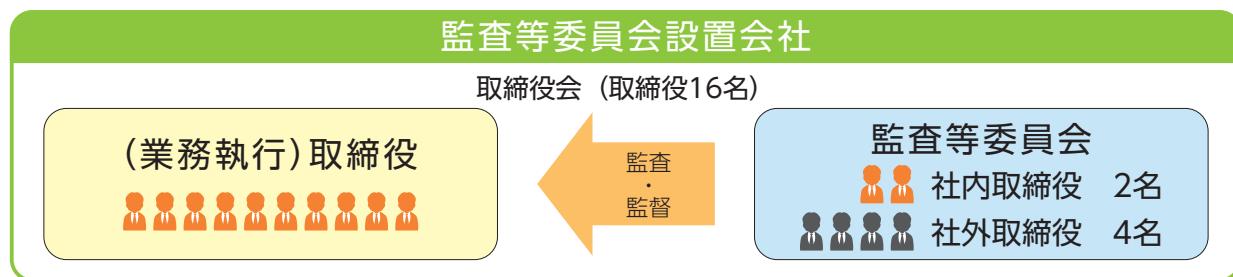 監査等委員会設置会社
取締役会（取締役16名）
（業務執行）取締役
監査
・
監督
監査等委員会
社内取締役　2名
社外取締役　4名